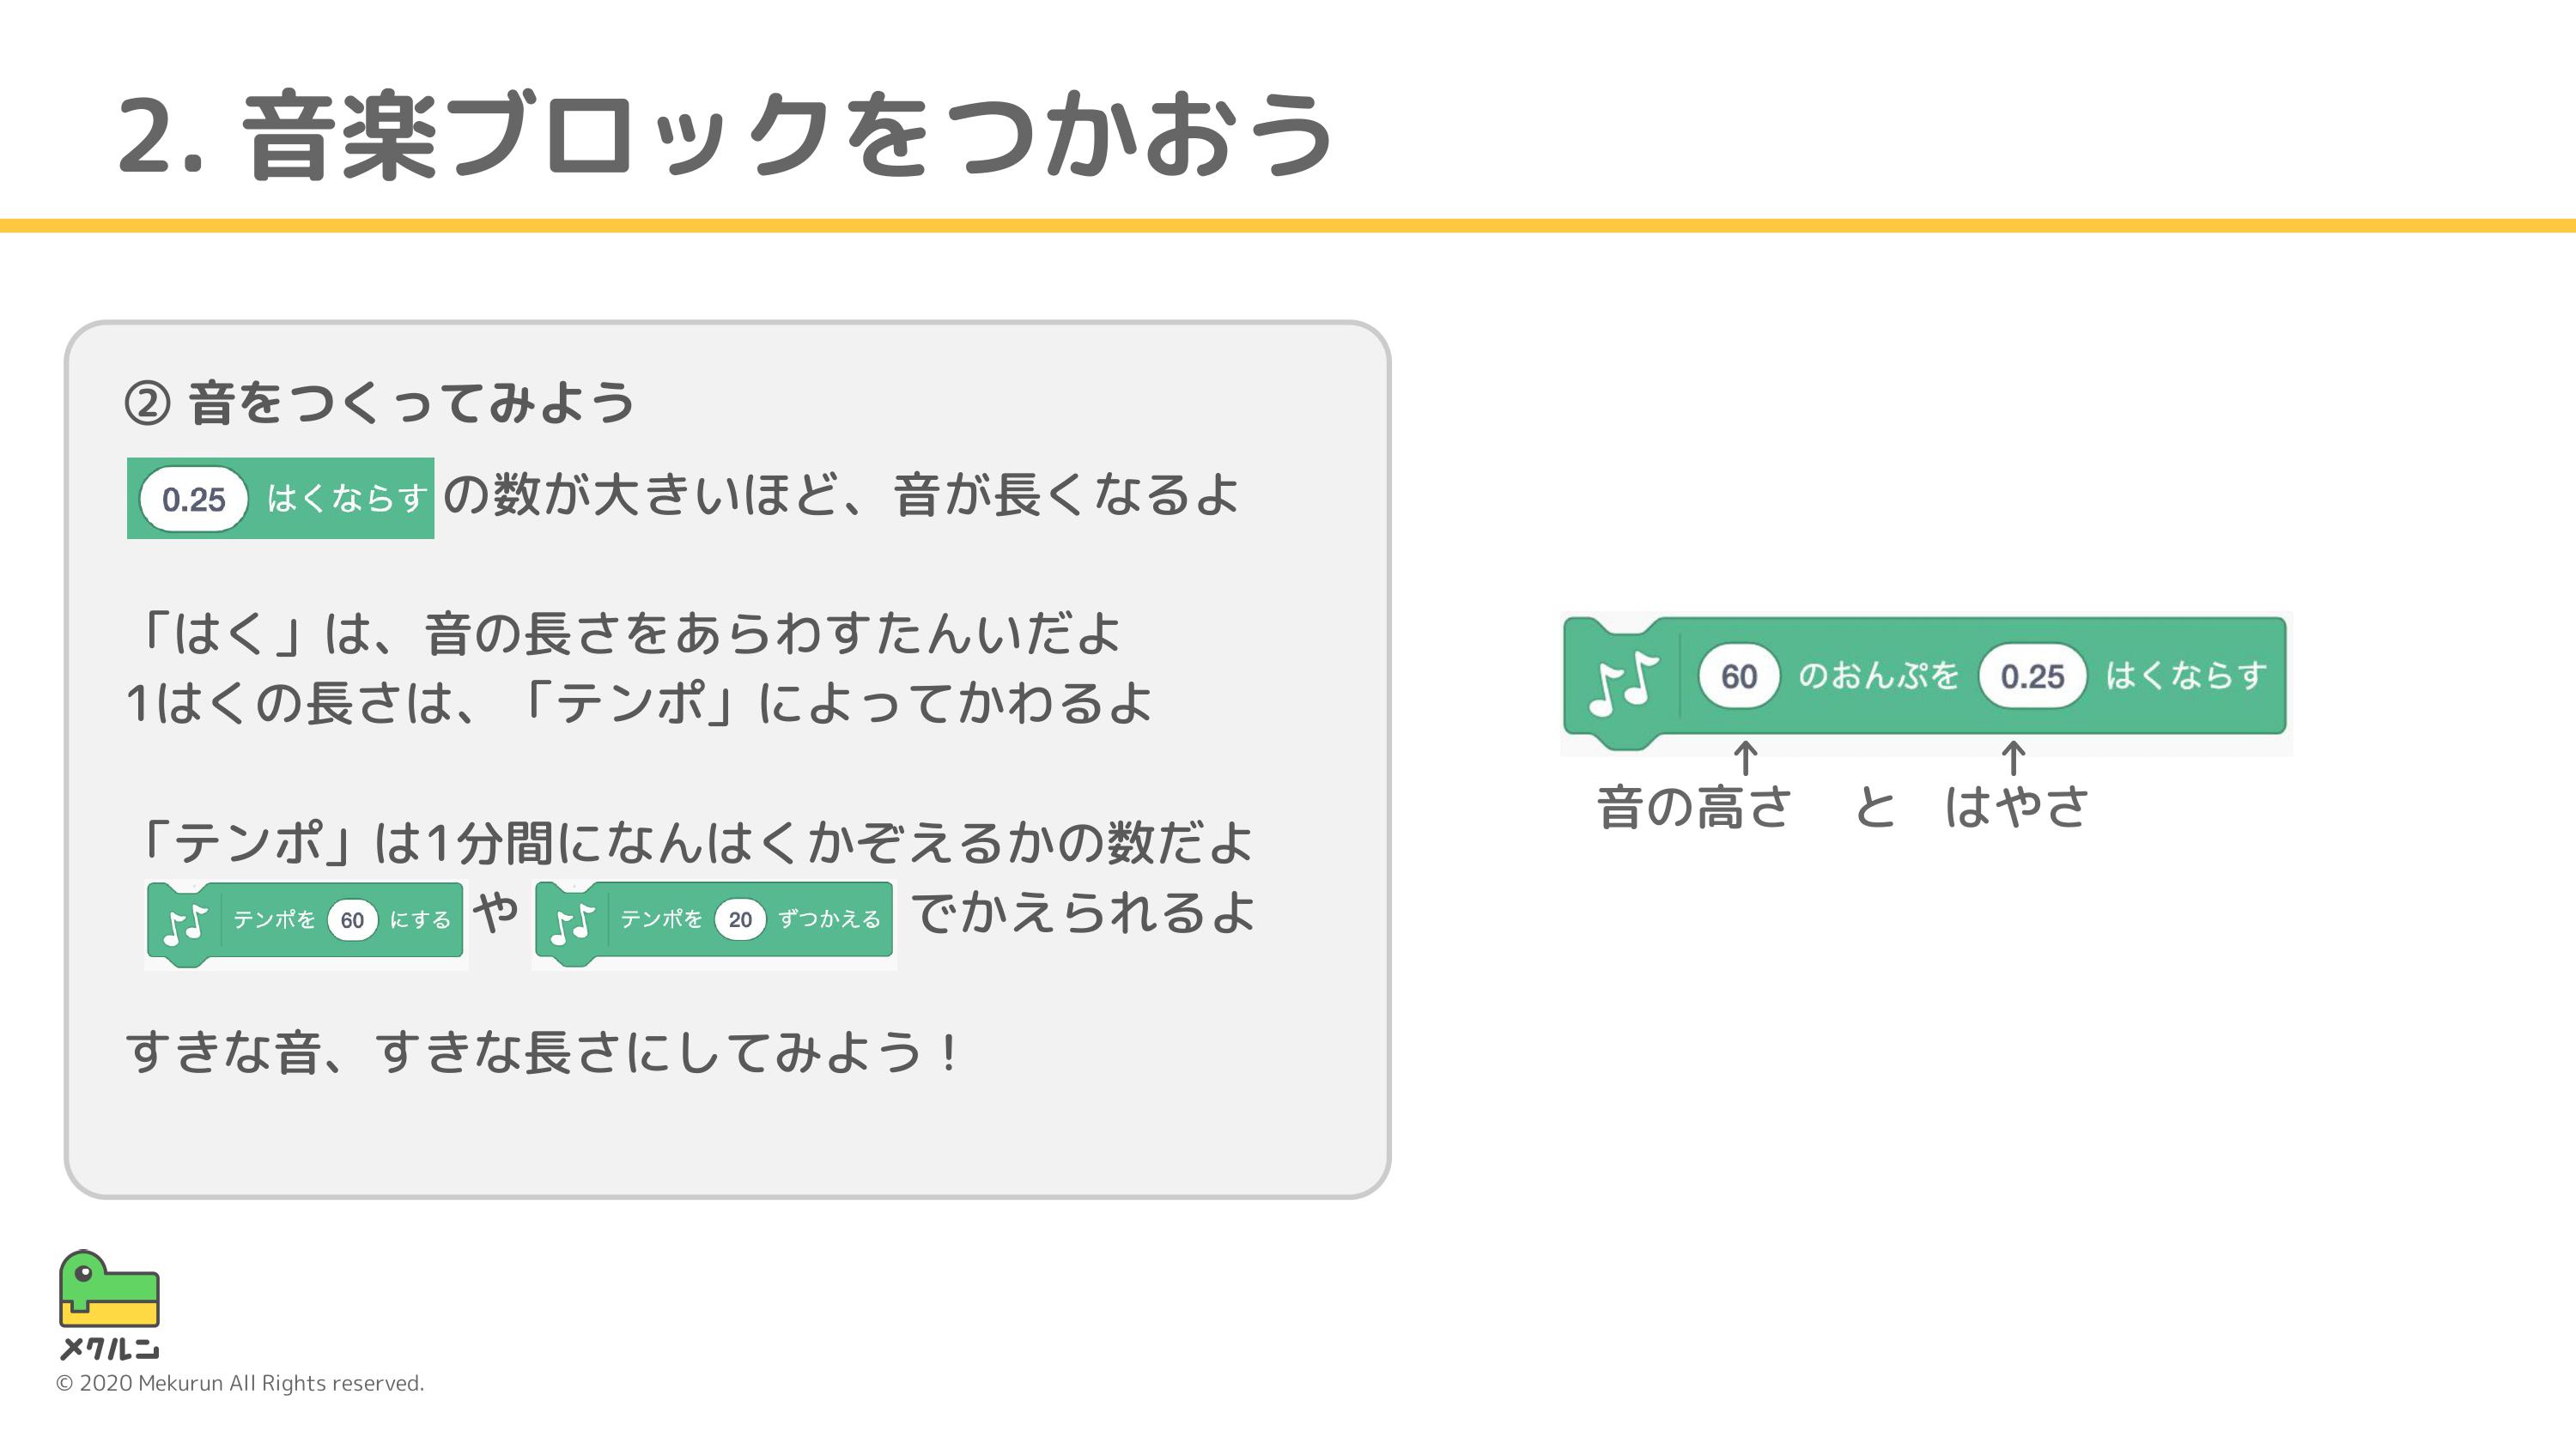 2. 音楽ブロックをつかおう
② 音をつくってみよう
0.25 はくならす の数が大きいほど、音が長くなるよ
「はく」は、音の長さをあらわすたんいだよ
1はくの長さは、「テンポ」によってかわるよ
「テンポ」は1分間になんはくかぞえるかの数だよ
テンポを 60 にする や テンポを 20 ずつかえる でかえられるよ
すきな音、すきな長さにしてみよう！
60 のおんぷを 0.25 はくならす
↑ ↑
音の高さ と はやさ
メクルン
© 2020 Mekurun All Rights reserved.